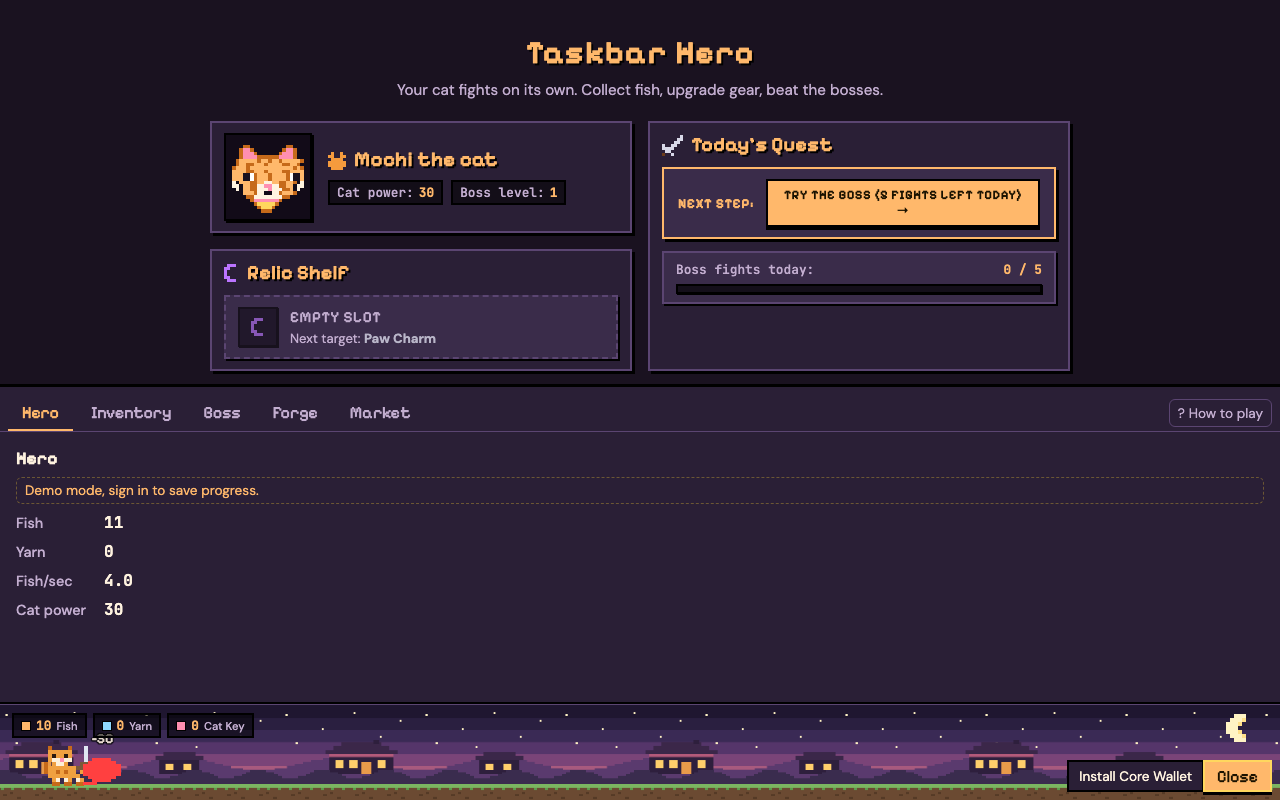 Taskbar Hero
Your cat fights on its own. Collect fish, upgrade gear, beat the bosses.
Mochi the cat
Cat power: 30
Boss level: 1
Relic Shelf
EMPTY SLOT
Next target: Paw Charm
Today's Quest
NEXT STEP:
TRY THE BOSS (5 FIGHTS LEFT TODAY)
→
Boss fights today: 0 / 5
Hero Inventory Boss Forge Market
? How to play
Hero
Demo mode, sign in to save progress.
Fish 11
Yarn 0
Fish/sec 4.0
Cat power 30
10 Fish
0 Yarn
0 Cat Key
-30
Install Core Wallet
Close